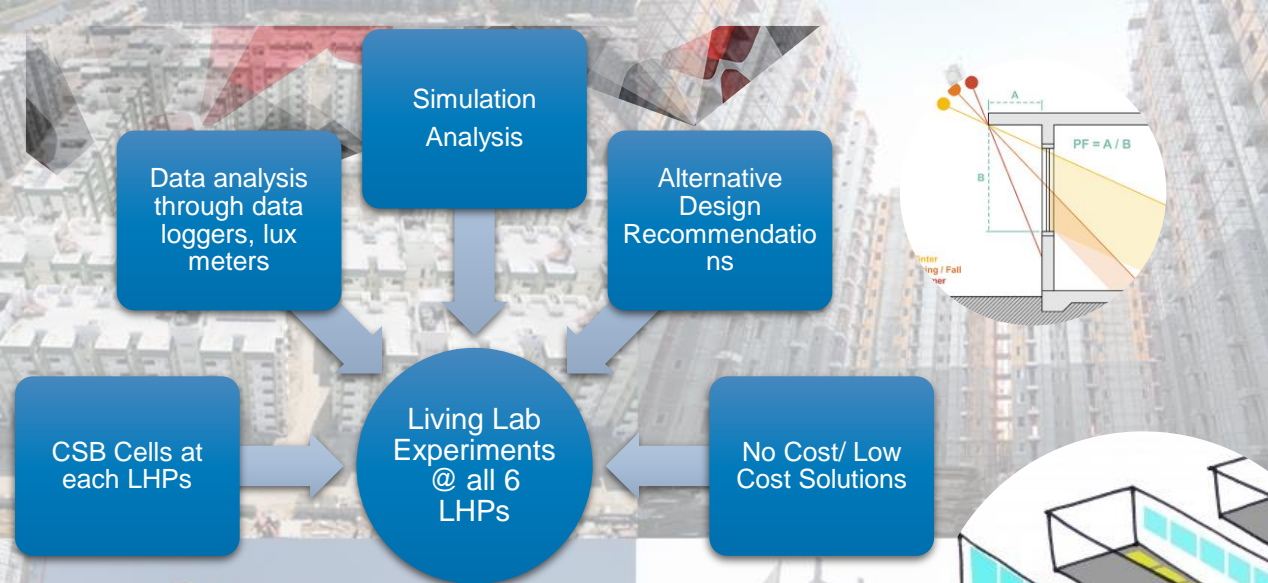 Simulation
Analysis
Data analysis
through data
loggers, lux
meters
Alternative
Design
Recommendatio
ns
CSB Cells at
each LHPs
Living Lab
Experiments
@ all 6
LHPs
No Cost/ Low
Cost Solutions
A
PF = A / B
B